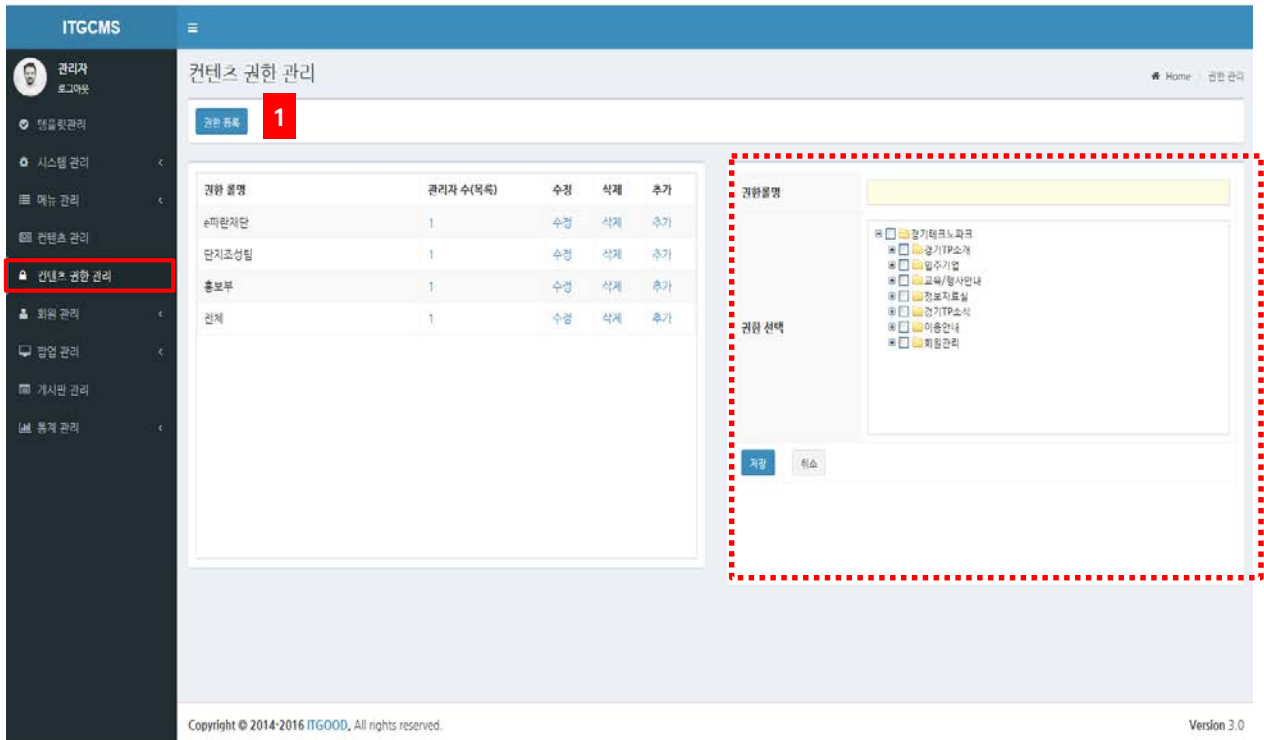 ITGCMS
관리자
로그아웃
템플릿관리
시스템 관리
메뉴 관리
컨텐츠 관리
컨텐츠 권한 관리
회원 관리
팝업 관리
게시판 관리
통계 관리
컨텐츠 권한 관리
Home 권한 관리
권한 등록 1
권한 롤명 관리자 수(목록) 수정 삭제 추가
e파란재단 1 수정 삭제 추가
단지조성팀 1 수정 삭제 추가
홍보부 1 수정 삭제 추가
전체 1 수정 삭제 추가
권한롤명
권한 선택
경기테크노파크
경기TP소개
입주기업
교육/행사안내
정보자료실
경기TP소식
이용안내
회원관리
저장 취소
Copyright © 2014-2016 ITGOOD. All rights reserved.
Version 3.0